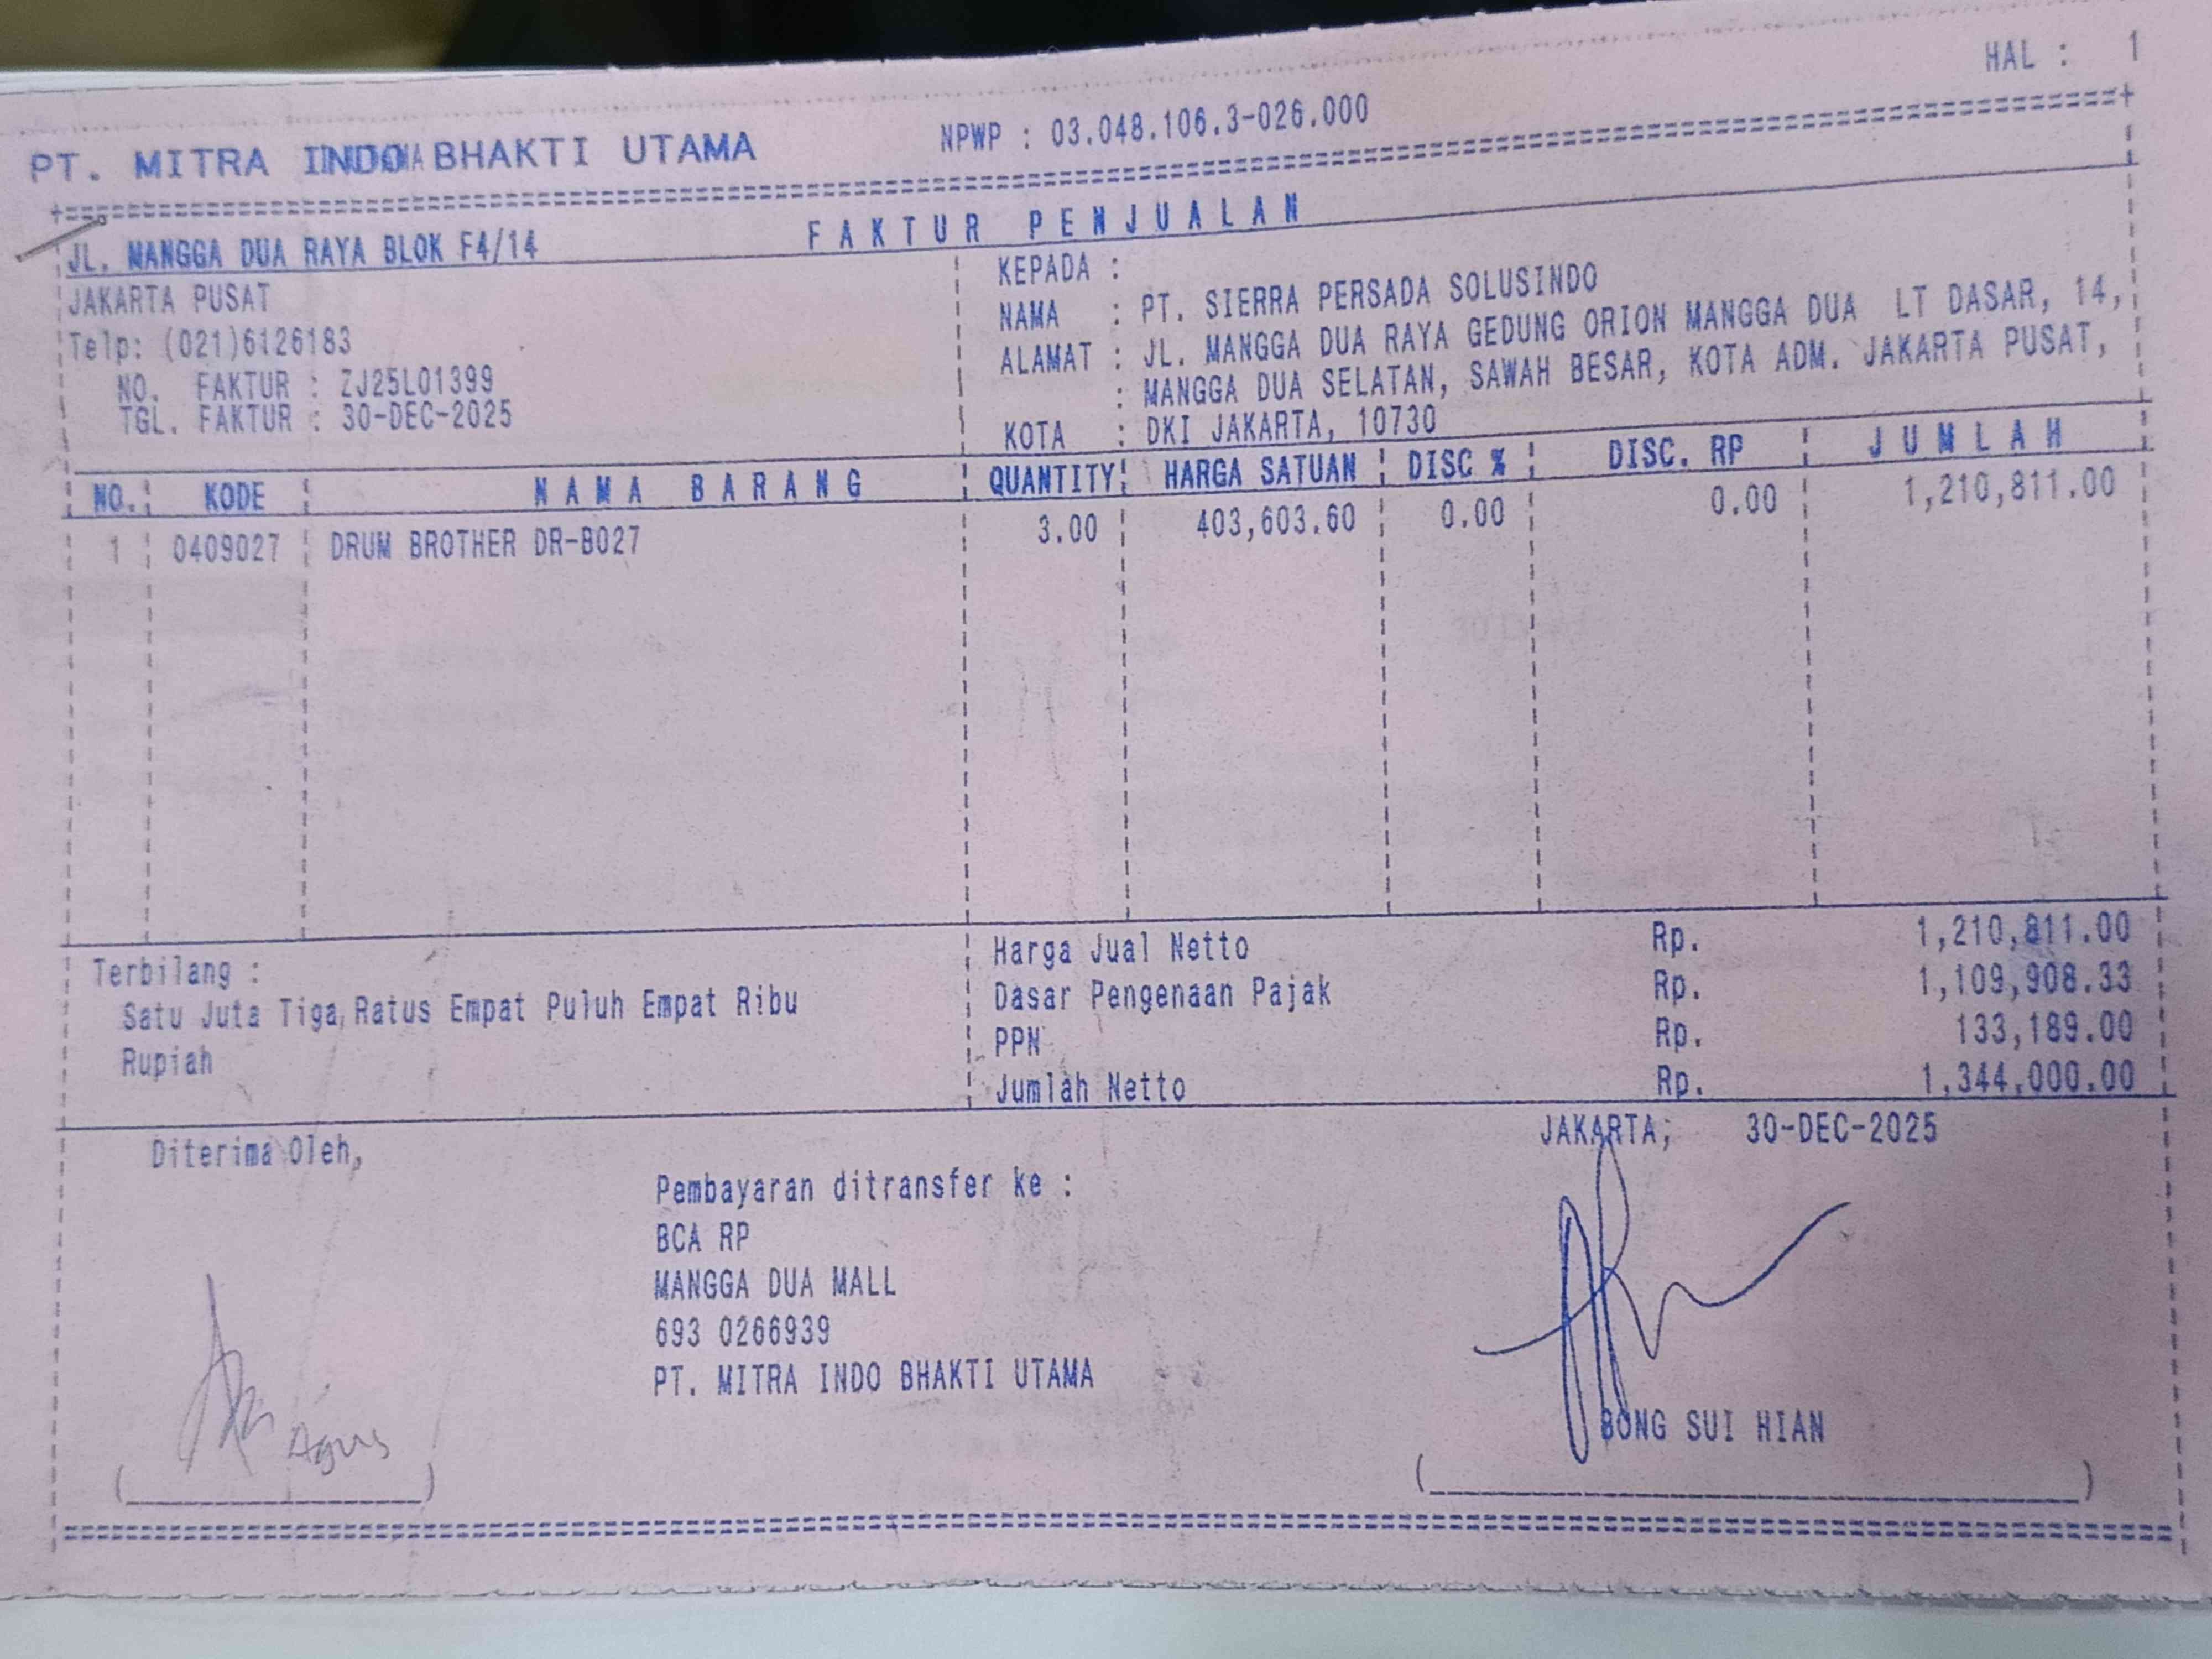 HAL : 1
PT. MITRA INDO BHAKTI UTAMA NPWP : 03.048.106.3-026.000
FAKTUR PENJUALAN
JL. MANGGA DUA RAYA BLOK F4/14
JAKARTA PUSAT
Telp: (021)6126183
NO. FAKTUR : ZJ25L01399
TGL. FAKTUR : 30-DEC-2025
KEPADA :
NAMA : PT. SIERRA PERSADA SOLUSINDO
ALAMAT : JL. MANGGA DUA RAYA GEDUNG ORION MANGGA DUA LT DASAR, 14,
: MANGGA DUA SELATAN, SAWAH BESAR, KOTA ADM. JAKARTA PUSAT,
KOTA : DKI JAKARTA, 10730
NO. KODE NAMA BARANG QUANTITY HARGA SATUAN DISC % DISC. RP JUMLAH
1 0409027 DRUM BROTHER DR-B027 3.00 403,603.60 0.00 0.00 1,210,811.00
Terbilang :
Satu Juta Tiga Ratus Empat Puluh Empat Ribu
Rupiah
Harga Jual Netto Rp. 1,210,811.00
Dasar Pengenaan Pajak Rp. 1,109,908.33
PPN Rp. 133,189.00
Jumlah Netto Rp. 1,344,000.00
Diterima Oleh,
Agus
Pembayaran ditransfer ke :
BCA RP
MANGGA DUA MALL
693 0266939
PT. MITRA INDO BHAKTI UTAMA
JAKARTA, 30-DEC-2025
BONG SUI HIAN